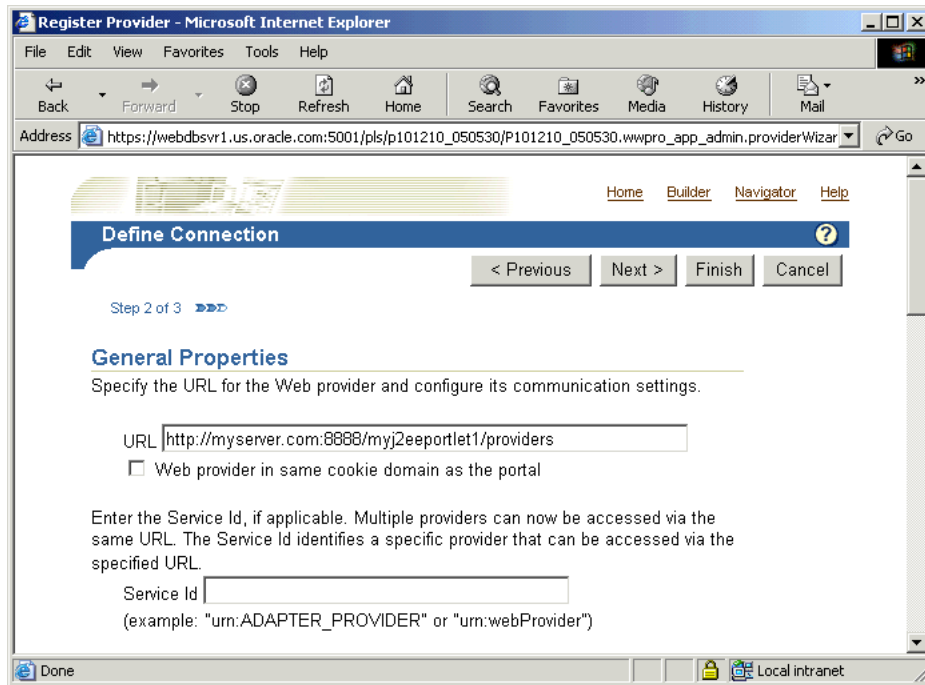 Register Provider - Microsoft Internet Explorer
File Edit View Favorites Tools Help
Back Forward Stop Refresh Home Search Favorites Media History Mail »
Address https://webdbsvr1.us.oracle.com:5001/pls/p101210_050530/P101210_050530.wwpro_app_admin.providerWizar Go
Home Builder Navigator Help
Define Connection ?
< Previous Next > Finish Cancel
Step 2 of 3
General Properties
Specify the URL for the Web provider and configure its communication settings.
URL http://myserver.com:8888/myj2eeportlet1/providers
Web provider in same cookie domain as the portal
Enter the Service Id, if applicable. Multiple providers can now be accessed via the
same URL. The Service Id identifies a specific provider that can be accessed via the
specified URL.
Service Id
(example: "urn:ADAPTER_PROVIDER" or "urn:webProvider")
Done Local intranet